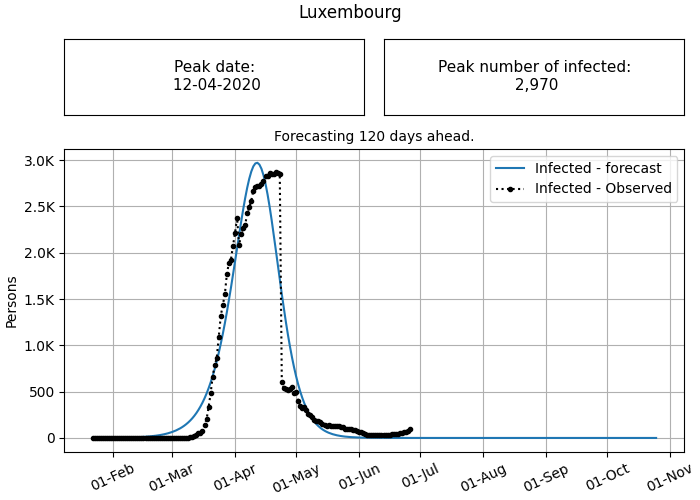 Luxembourg
Peak date:
12-04-2020
Peak number of infected:
2,970
Forecasting 120 days ahead.
Infected - forecast
Infected - Observed
Persons
3.0K
2.5K
2.0K
1.5K
1.0K
500
0
01-Feb
01-Mar
01-Apr
01-May
01-Jun
01-Jul
01-Aug
01-Sep
01-Oct
01-Nov